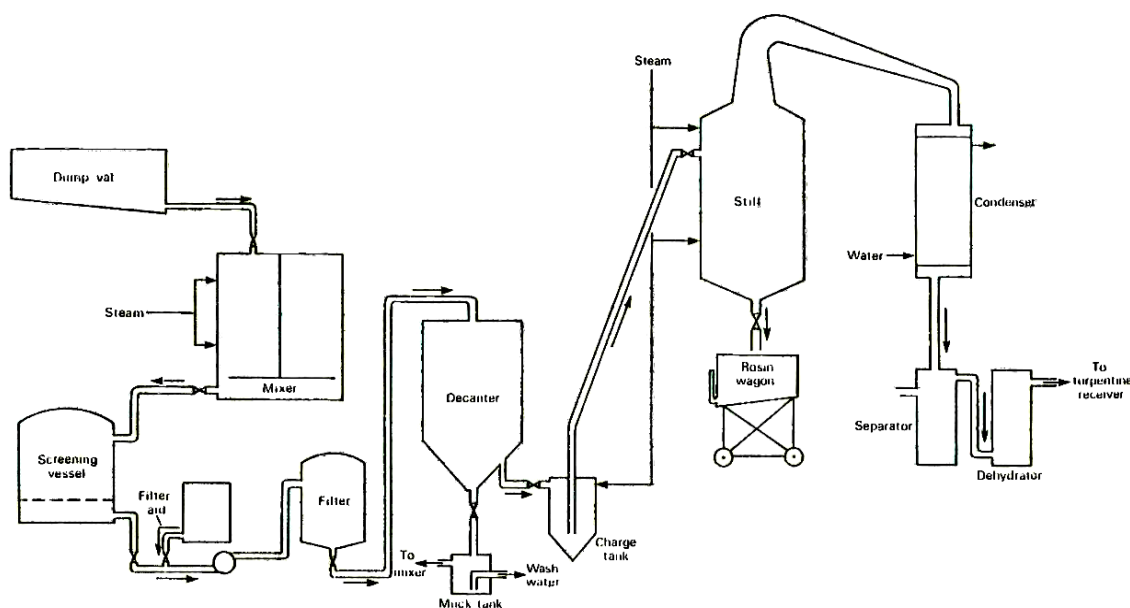 Steam
Dump vat
Still
Condenser
Water
Steam
Mixer
Rosin
wagon
To
turpentine
receiver
Decanter
Separator
Screening
vessel
Filter
aid
Filter
Dehydrator
Charge
tank
To
mixer
Wash
water
Muck tank